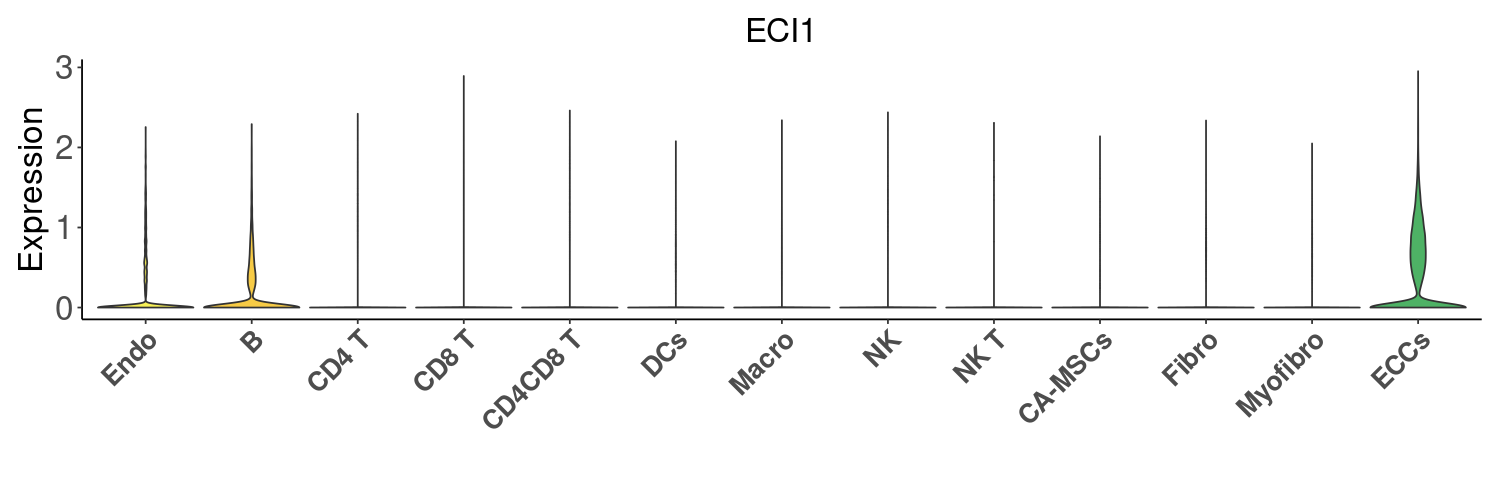 ECI1
Expression
3
2
1
0
Endo
B
CD4 T
CD8 T
CD4CD8 T
DCs
Macro
NK
NK T
CA-MSCs
Fibro
Myofibro
ECCs